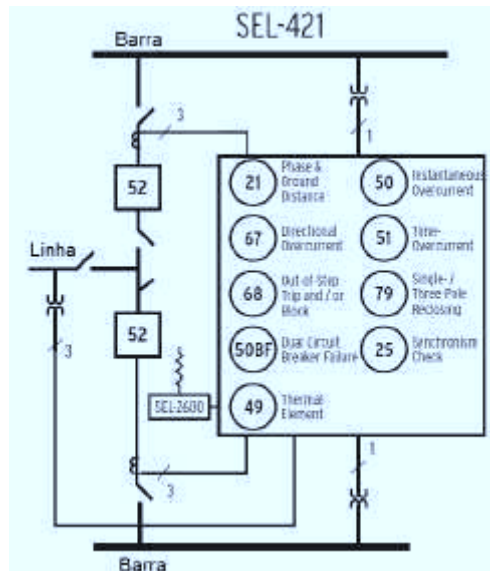 SEL-421
Barra
3
1
52
21
Phase &
Ground
Distance
50
Instantaneous
Overcurrent
67
Directional
Overcurrent
51
Time-
Overcurrent
Linha
68
Out-of-Step
Trip and / or
Block
79
Single- /
Three Pole
Reclosing
3
52
50BF
Dual Circuit
Breaker Failure
25
Synchronism
Check
SEL-2600
49
Thermal
Element
3
1
Barra